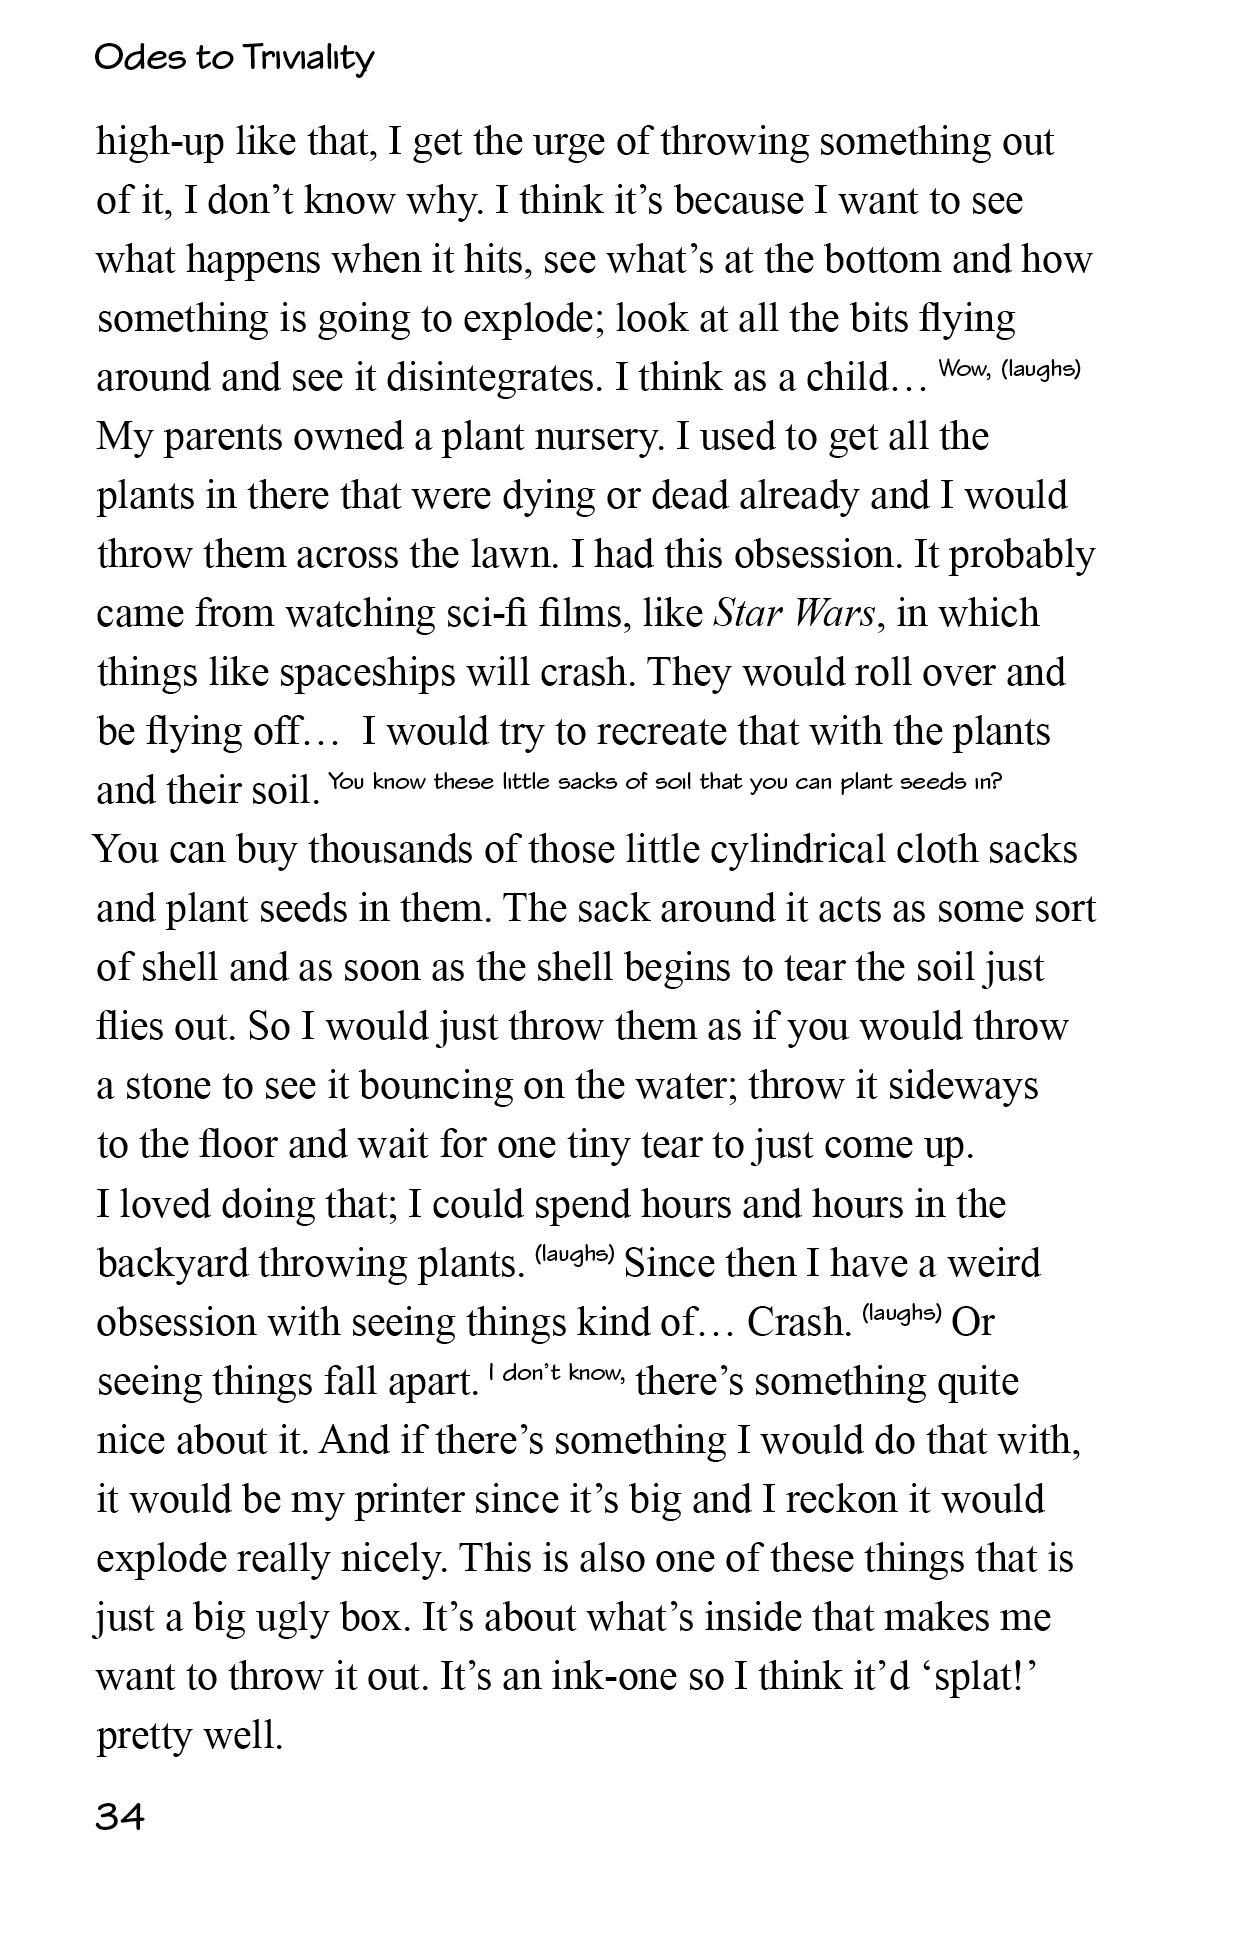 Odes to Triviality
high-up like that, I get the urge of throwing something out
of it, I don’t know why. I think it’s because I want to see
what happens when it hits, see what’s at the bottom and how
something is going to explode; look at all the bits flying
around and see it disintegrates. I think as a child… Wow, (laughs)
My parents owned a plant nursery. I used to get all the
plants in there that were dying or dead already and I would
throw them across the lawn. I had this obsession. It probably
came from watching sci-fi films, like Star Wars, in which
things like spaceships will crash. They would roll over and
be flying off…  I would try to recreate that with the plants
and their soil. You know these little sacks of soil that you can plant seeds in?
You can buy thousands of those little cylindrical cloth sacks
and plant seeds in them. The sack around it acts as some sort
of shell and as soon as the shell begins to tear the soil just
flies out. So I would just throw them as if you would throw
a stone to see it bouncing on the water; throw it sideways
to the floor and wait for one tiny tear to just come up.
I loved doing that; I could spend hours and hours in the
backyard throwing plants. (laughs) Since then I have a weird
obsession with seeing things kind of… Crash. (laughs) Or
seeing things fall apart. I don’t know, there’s something quite
nice about it. And if there’s something I would do that with,
it would be my printer since it’s big and I reckon it would
explode really nicely. This is also one of these things that is
just a big ugly box. It’s about what’s inside that makes me
want to throw it out. It’s an ink-one so I think it’d ‘splat!’
pretty well.
34